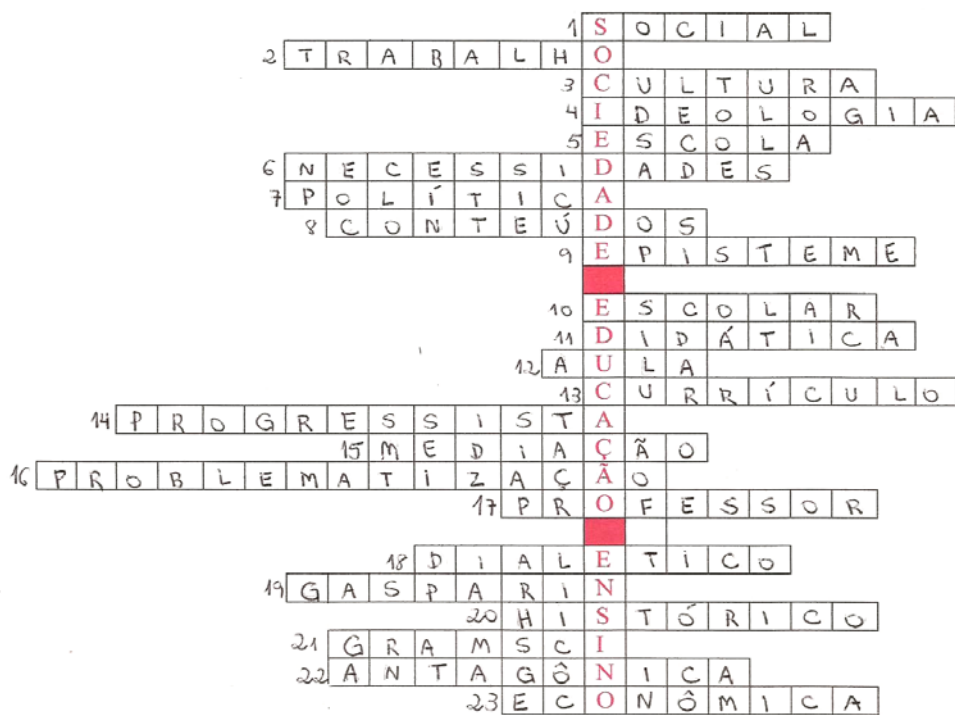 1 SOCIAL
2 TRABALHO
3 CULTURA
4 IDEOLOGIA
5 ESCOLA
6 NECESSIDADES
7 POLÍTICA
8 CONTEÚDOS
9 EPISTEME
10 ESCOLAR
11 DIDÁTICA
12 AULA
13 CURRÍCULO
14 PROGRESSISTA
15 MEDIAÇÃO
16 PROBLEMATIZAÇÃO
17 PROFESSOR
18 DIALETICO
19 GASPARIN
20 HISTÓRICO
21 GRAMSCI
22 ANTAGÔNICA
23 ECONÔMICA